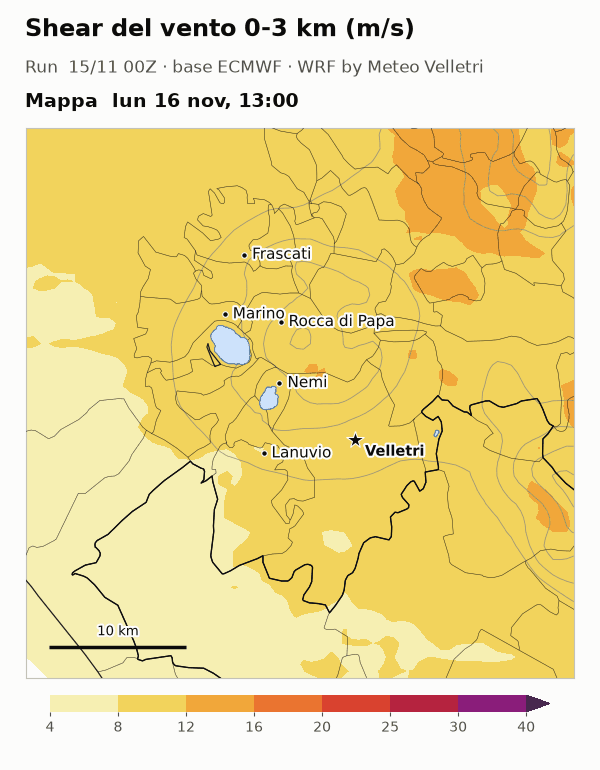 Shear del vento 0-3 km (m/s)
Run  15/11 00Z · base ECMWF · WRF by Meteo Velletri
Mappa  lun 16 nov, 13:00
Frascati
Marino
Rocca di Papa
Nemi
Velletri
Lanuvio
10 km
4 8 12 16 20 25 30 40